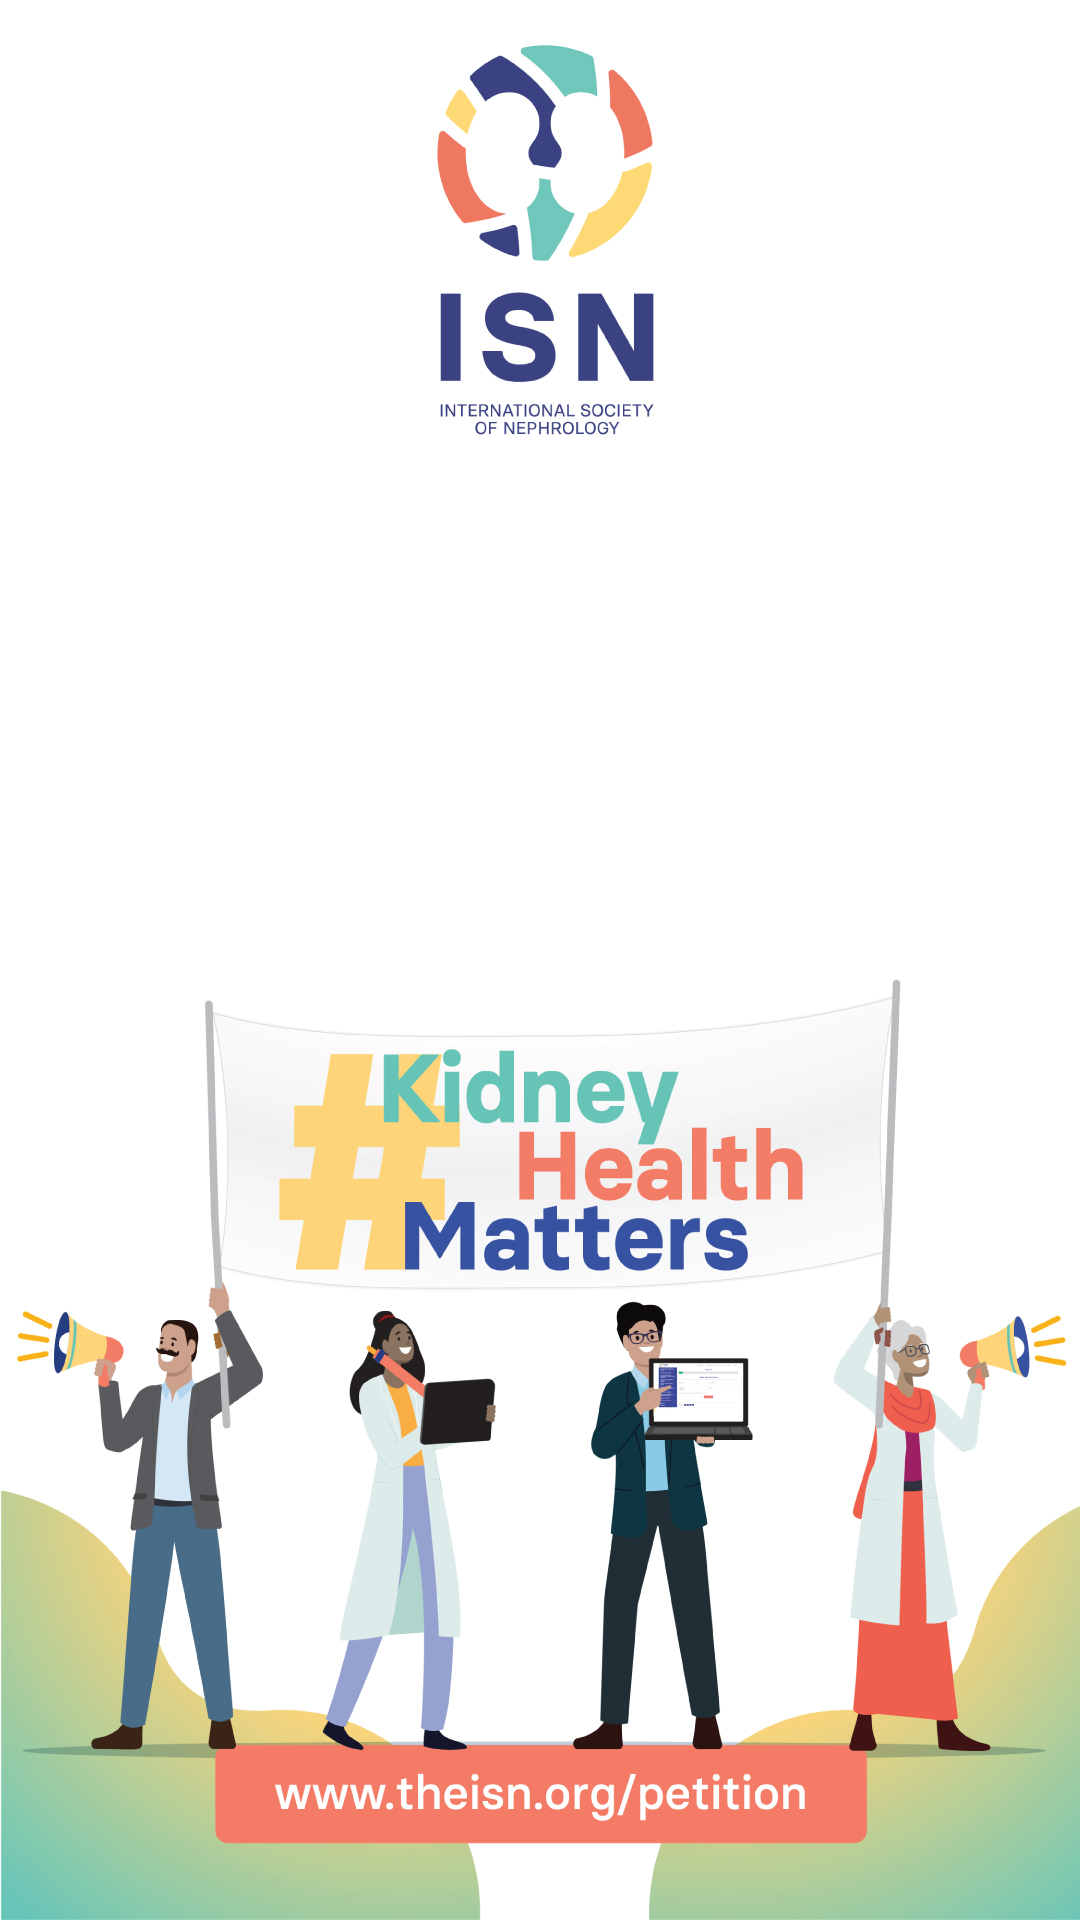 ISN
INTERNATIONAL SOCIETY
OF NEPHROLOGY
#Kidney
Health
Matters
www.theisn.org/petition